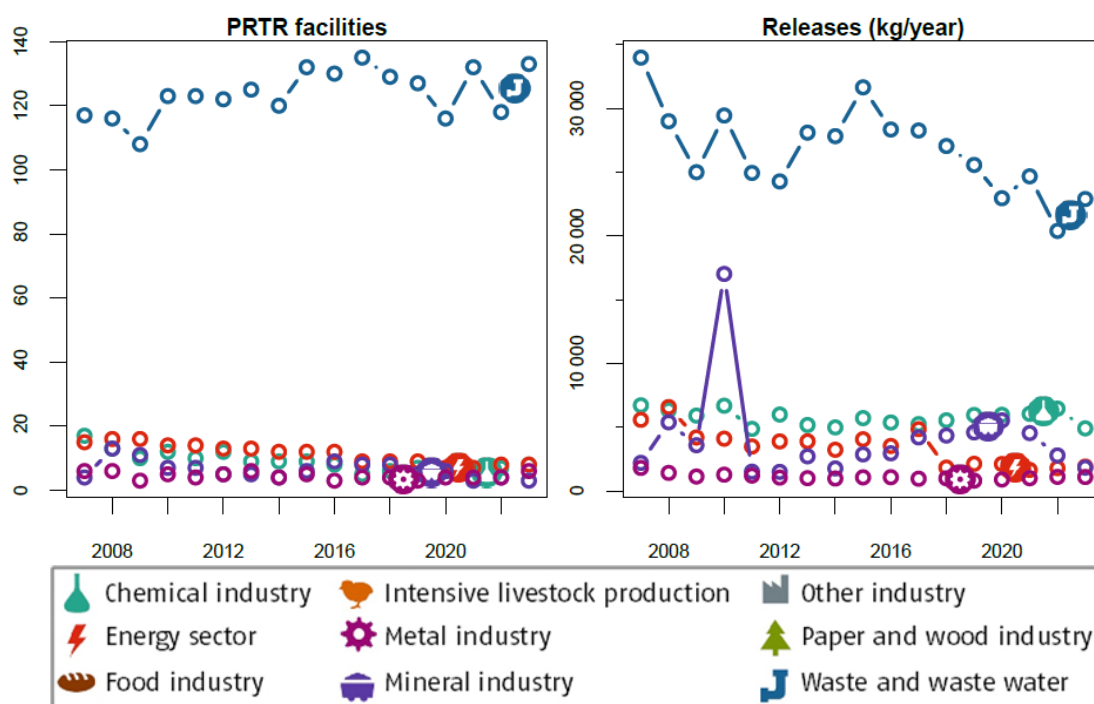 PRTR facilities
Releases (kg/year)
140
120
100
80
60
40
20
0
30 000
20 000
10 000
0
2008 2012 2016 2020
2008 2012 2016 2020
Chemical industry Intensive livestock production Other industry
Energy sector Metal industry Paper and wood industry
Food industry Mineral industry Waste and waste water